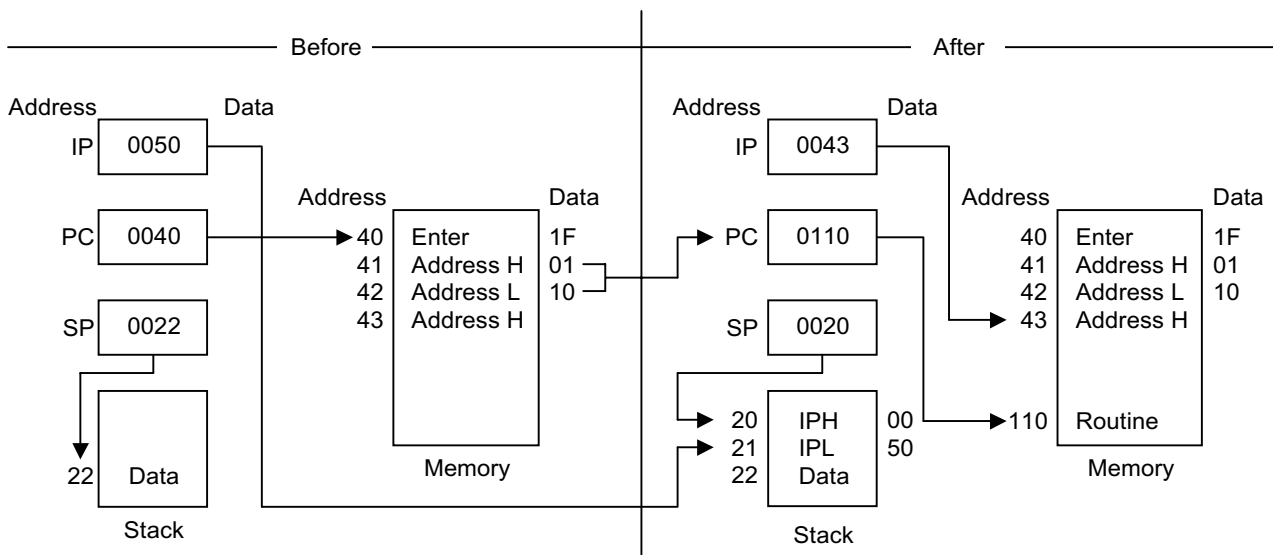 Before
Address Data
IP 0050
PC 0040
SP 0022
22 Data
Stack
Address Data
40 Enter 1F
41 Address H 01
42 Address L 10
43 Address H
Memory
After
Address Data
IP 0043
PC 0110
SP 0020
20 IPH 00
21 IPL 50
22 Data
Stack
Address Data
40 Enter 1F
41 Address H 01
42 Address L 10
43 Address H
110 Routine
Memory